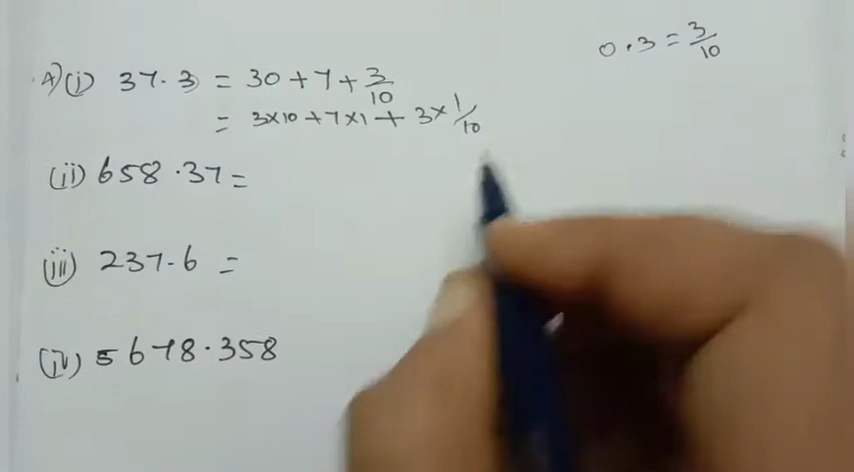 0.3 = 3/10
A) (i) 37.3 = 30 + 7 + 3/10
= 3×10 + 7×1 + 3×1/10
(ii) 658.37 =
(iii) 237.6 =
(iv) 5678.358